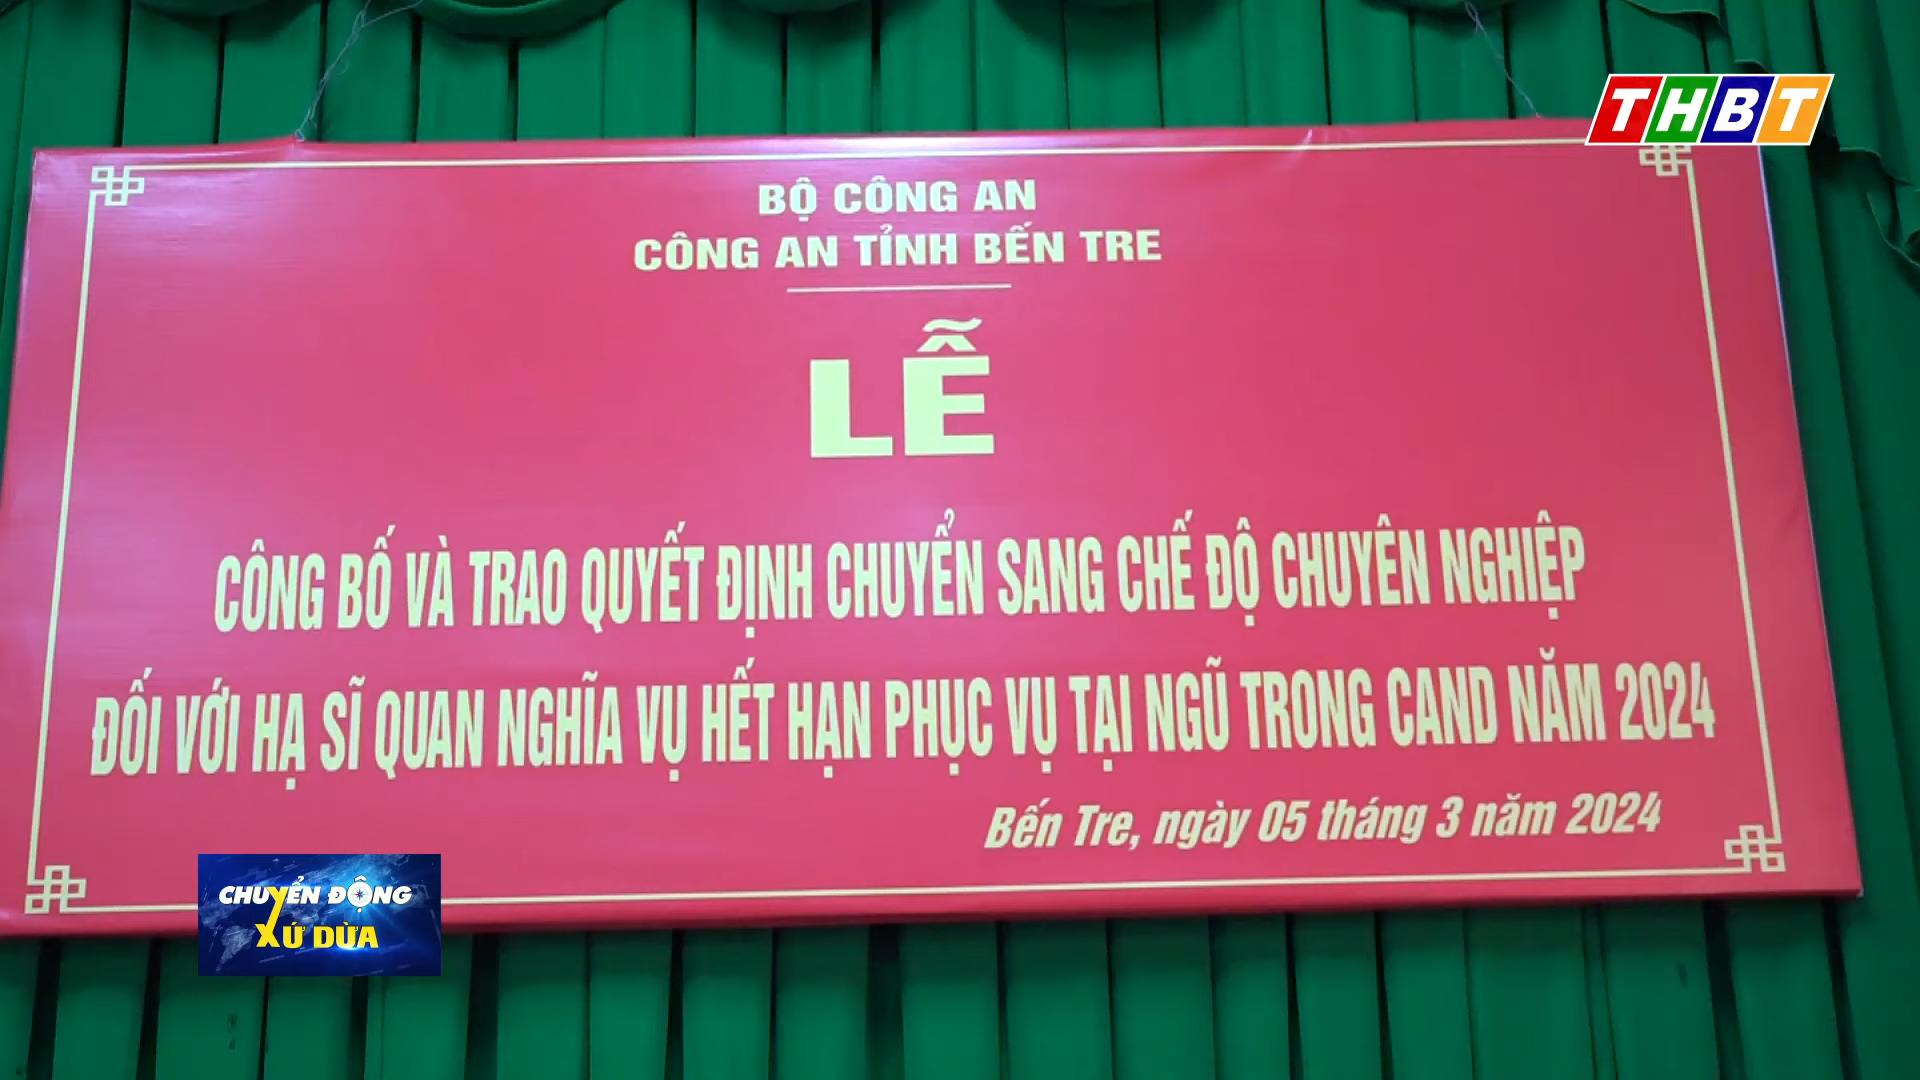 THBT
BỘ CÔNG AN
CÔNG AN TỈNH BẾN TRE
LỄ
CÔNG BỐ VÀ TRAO QUYẾT ĐỊNH CHUYỂN SANG CHẾ ĐỘ CHUYÊN NGHIỆP
ĐỐI VỚI HẠ SĨ QUAN NGHĨA VỤ HẾT HẠN PHỤC VỤ TẠI NGŨ TRONG CAND NĂM 2024
Bến Tre, ngày 05 tháng 3 năm 2024
CHUYỂN ĐỘNG
XỨ DỪA